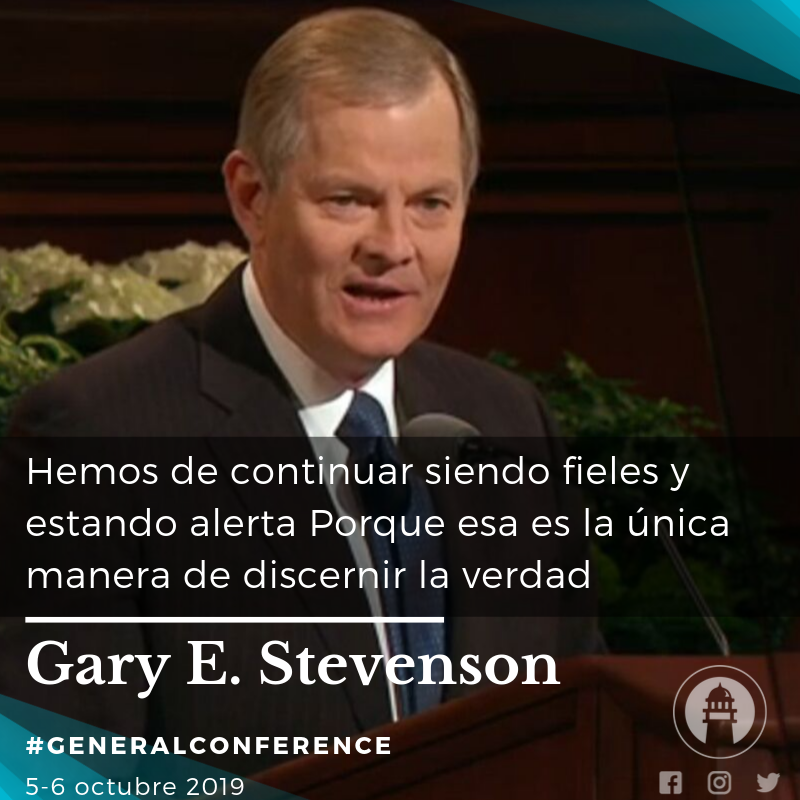 Hemos de continuar siendo fieles y
estando alerta Porque esa es la única
manera de discernir la verdad
Gary E. Stevenson
#GENERALCONFERENCE
5-6 octubre 2019